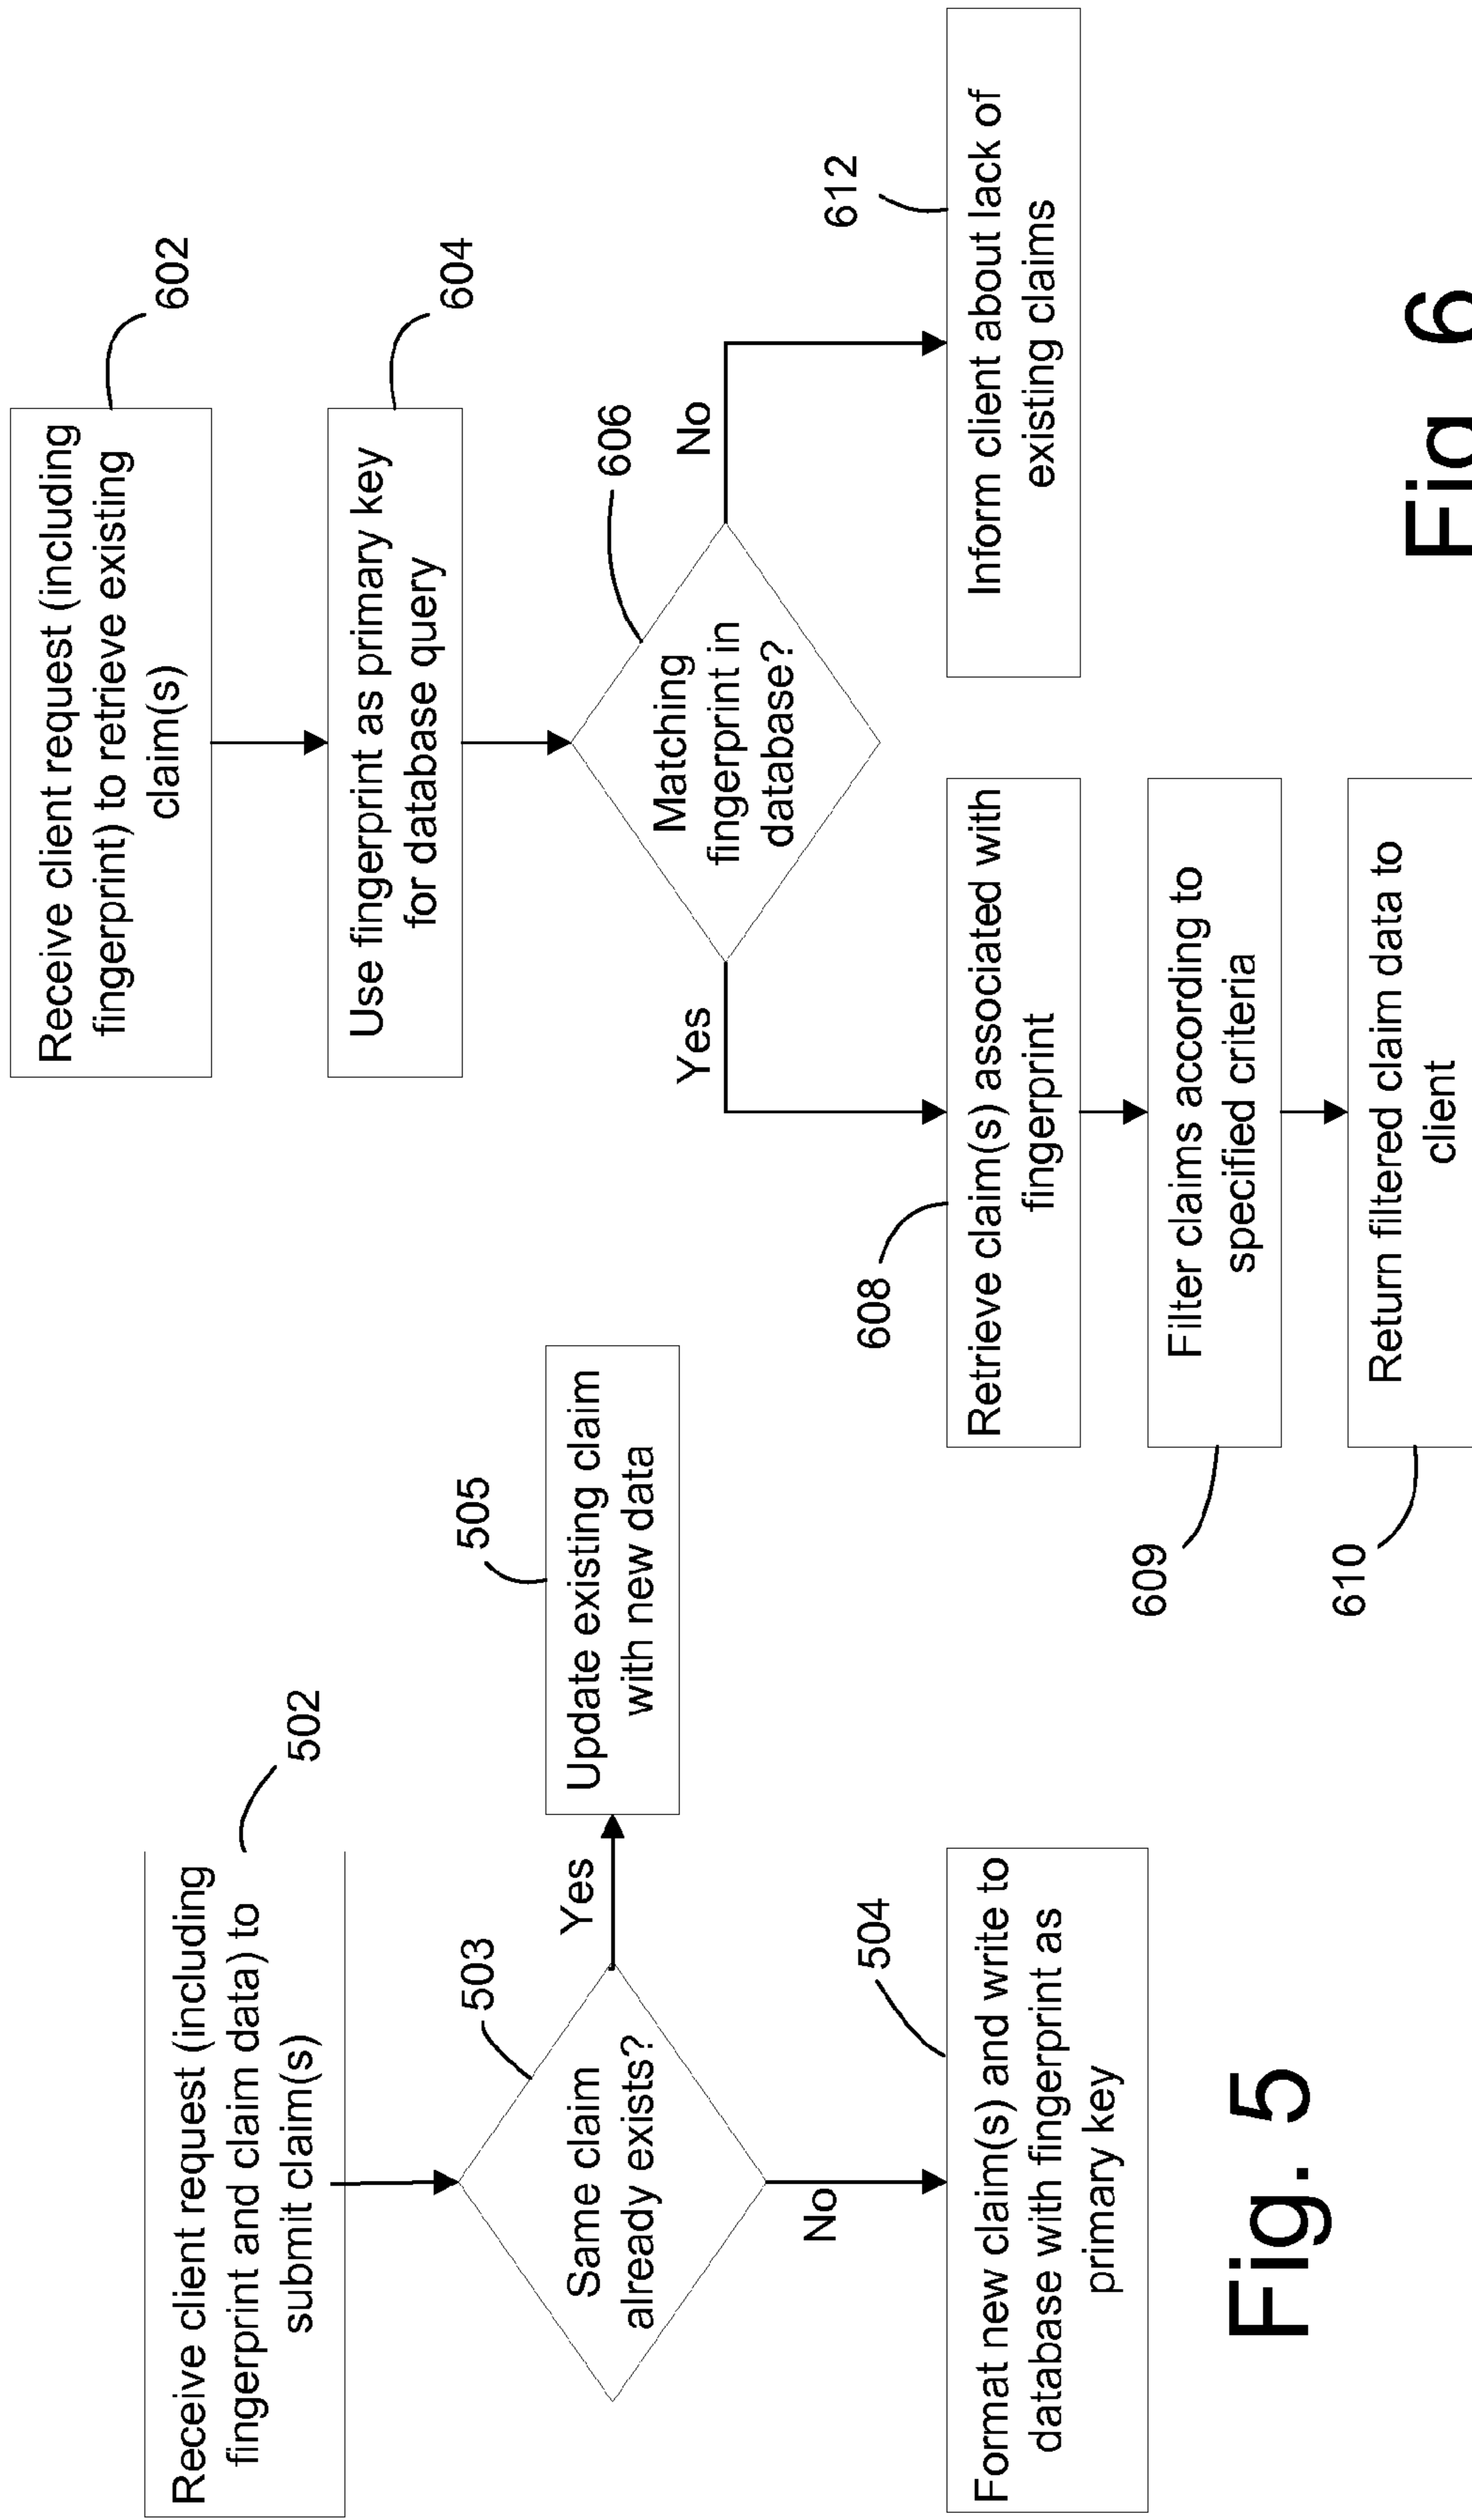 Receive client request (including
fingerprint and claim data) to
submit claim(s)
502
Same claim
already exists?
503
Yes
Update existing claim
with new data
505
No
504
Format new claim(s) and write to
database with fingerprint as
primary key
Fig. 5
Receive client request (including
fingerprint) to retrieve existing
claim(s)
602
Use fingerprint as primary key
for database query
604
Matching
fingerprint in
database?
606
Yes
No
608
Retrieve claim(s) associated with
fingerprint
612
Inform client about lack of
existing claims
Filter claims according to
specified criteria
609
Return filtered claim data to
client
610
Fig. 6